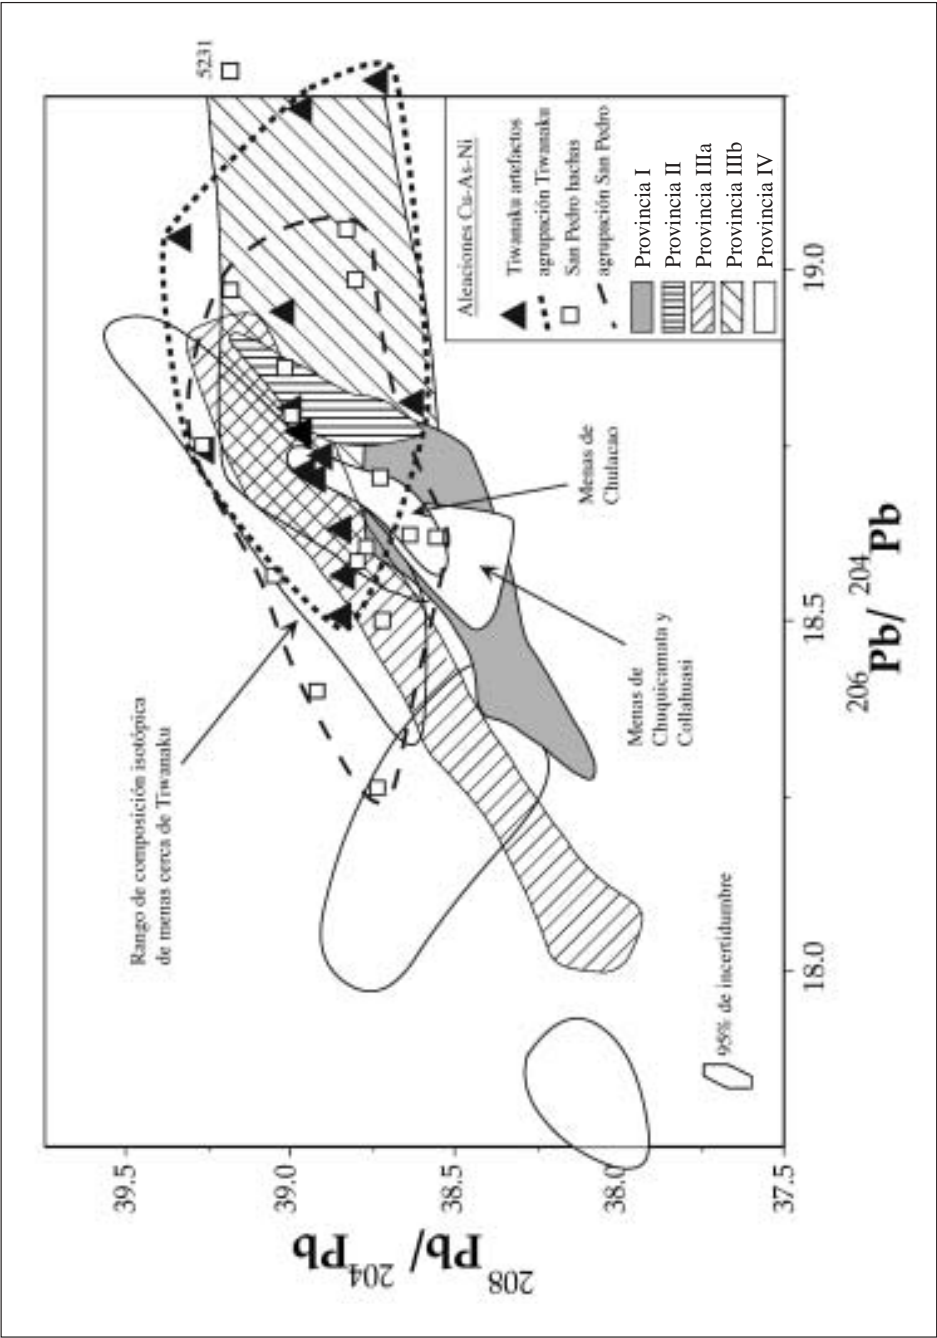 5231
Rango de composición isotópica
de menas cerca de Tiwanaku
Aleaciones Cu-As-Ni
Tiwanaku artefactos
agrupación Tiwanaku
San Pedro hachas
agrupación San Pedro
Provincia I
Provincia II
Provincia IIIa
Provincia IIIb
Provincia IV
Menas de
Chulacao
Menas de
Chuquicamata y
Collahuasi
95% de incertidumbre
39.5
39.0
38.5
38.0
37.5
208Pb/ 204Pb
18.0
18.5
19.0
206Pb/ 204Pb